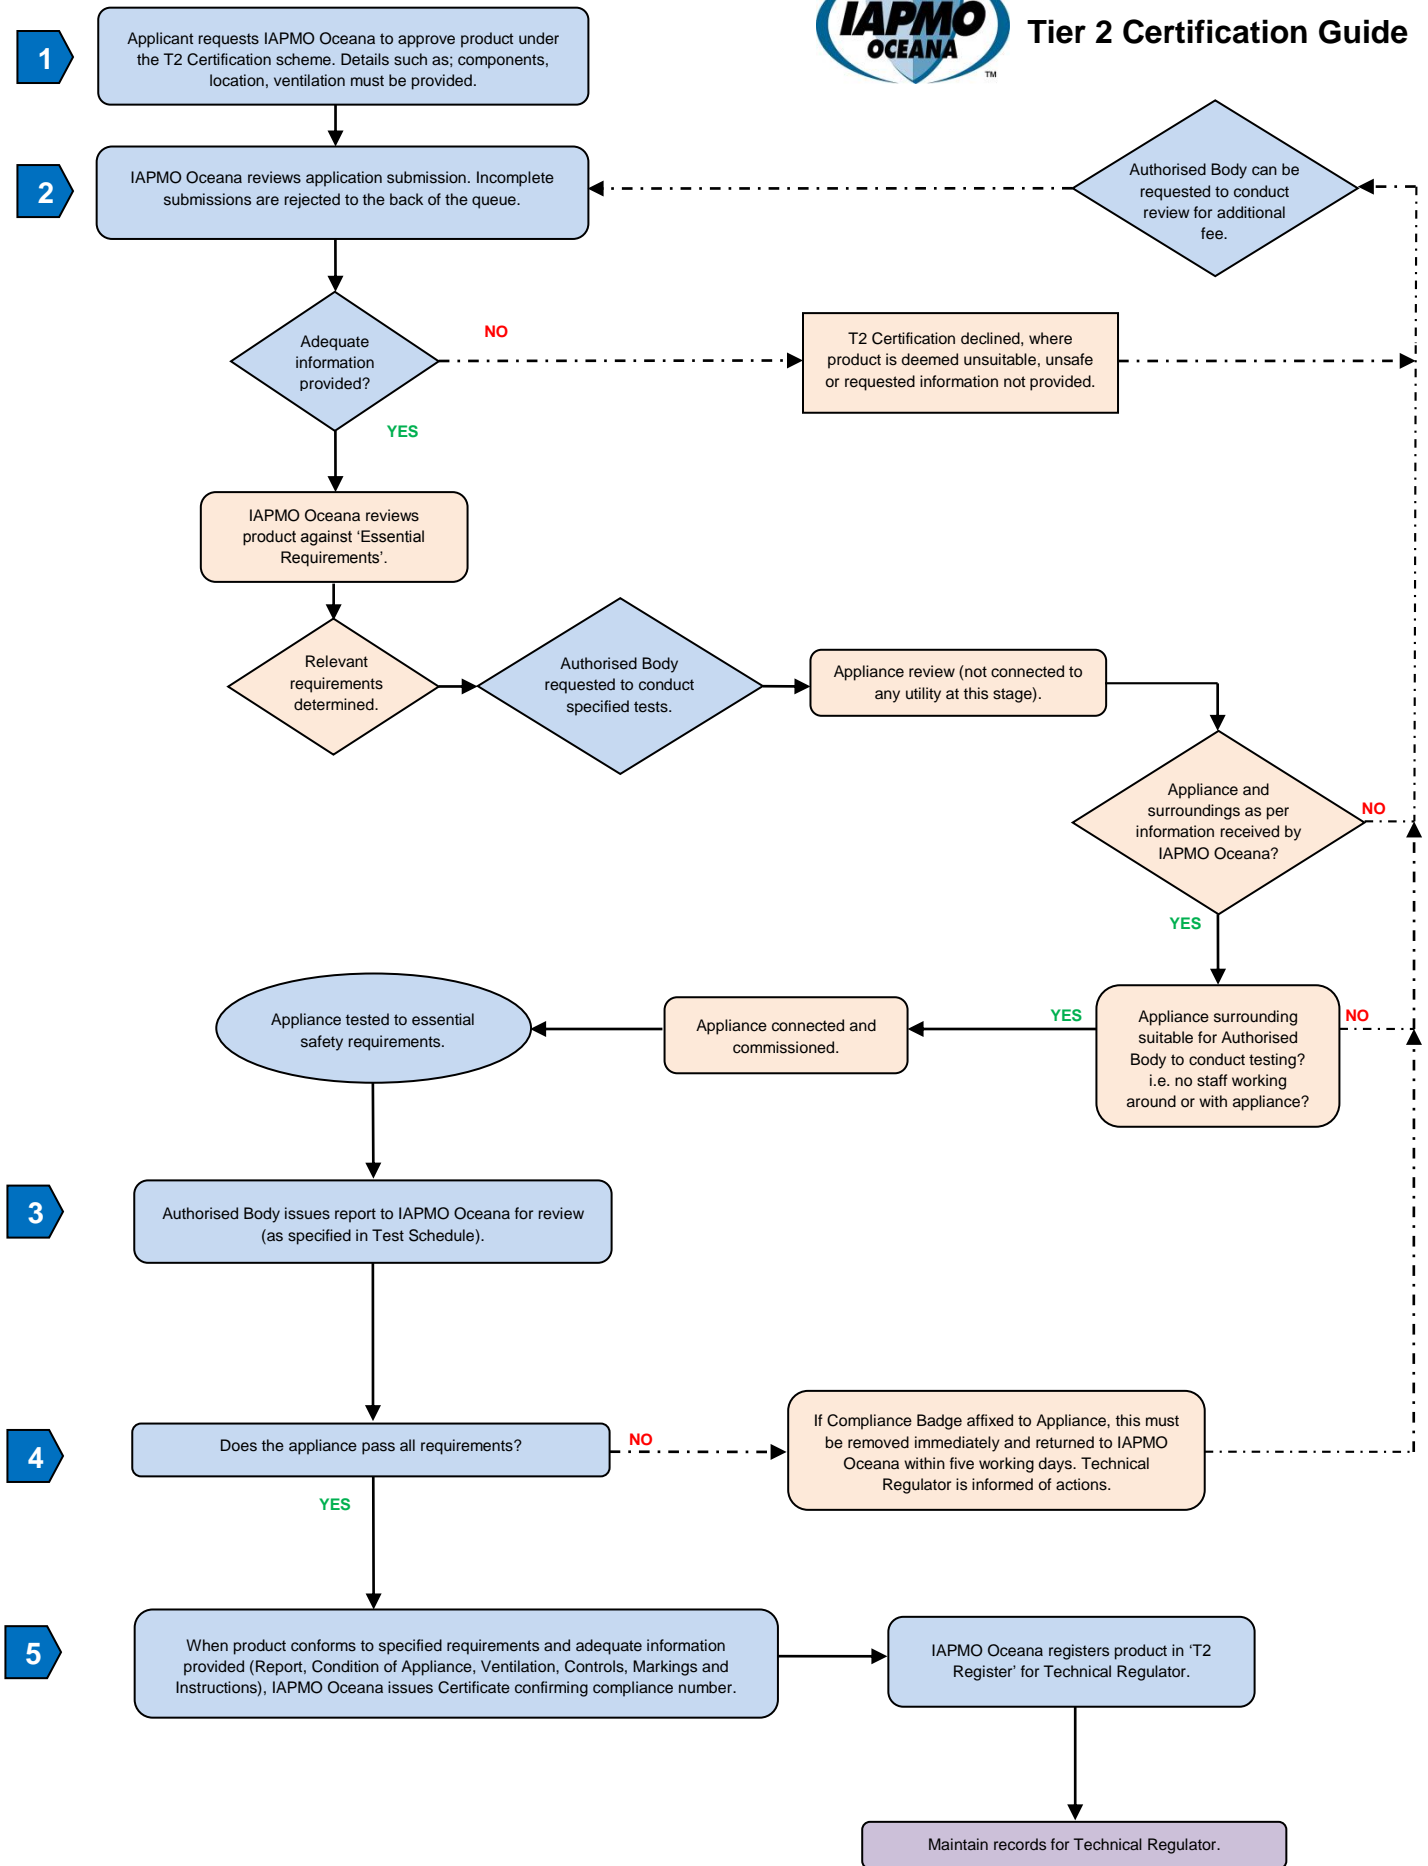 IAPMO
OCEANA
TM
Tier 2 Certification Guide
1
Applicant requests IAPMO Oceana to approve product under
the T2 Certification scheme. Details such as; components,
location, ventilation must be provided.
2
IAPMO Oceana reviews application submission. Incomplete
submissions are rejected to the back of the queue.
Authorised Body can be
requested to conduct
review for additional
fee.
Adequate
information
provided?
NO
T2 Certification declined, where
product is deemed unsuitable, unsafe
or requested information not provided.
YES
IAPMO Oceana reviews
product against ‘Essential
Requirements’.
Relevant
requirements
determined.
Authorised Body
requested to conduct
specified tests.
Appliance review (not connected to
any utility at this stage).
Appliance and
surroundings as per
information received by
IAPMO Oceana?
NO
YES
Appliance surrounding
suitable for Authorised
Body to conduct testing?
i.e. no staff working
around or with appliance?
NO
YES
Appliance connected and
commissioned.
Appliance tested to essential
safety requirements.
3
Authorised Body issues report to IAPMO Oceana for review
(as specified in Test Schedule).
4
Does the appliance pass all requirements?
NO
If Compliance Badge affixed to Appliance, this must
be removed immediately and returned to IAPMO
Oceana within five working days. Technical
Regulator is informed of actions.
YES
5
When product conforms to specified requirements and adequate information
provided (Report, Condition of Appliance, Ventilation, Controls, Markings and
Instructions), IAPMO Oceana issues Certificate confirming compliance number.
IAPMO Oceana registers product in ‘T2
Register’ for Technical Regulator.
Maintain records for Technical Regulator.